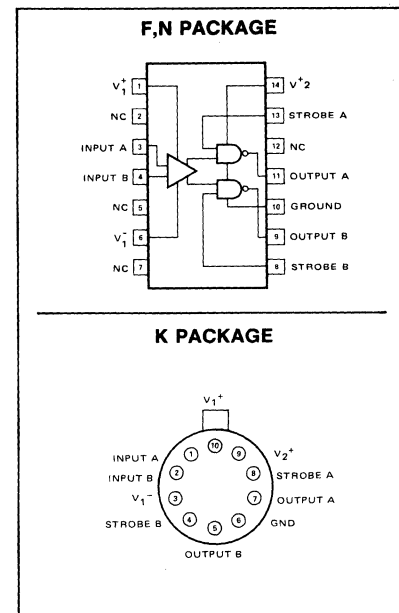 F,N PACKAGE
V₁⁺ 1
14 V⁺2
NC 2
13 STROBE A
INPUT A 3
12 NC
INPUT B 4
11 OUTPUT A
NC 5
10 GROUND
V₁⁻ 6
9 OUTPUT B
NC 7
8 STROBE B
K PACKAGE
V₁⁺
10
INPUT A 1
9 V₂⁺
INPUT B 2
8 STROBE A
V₁⁻ 3
7 OUTPUT A
STROBE B 4
6 GND
5
OUTPUT B